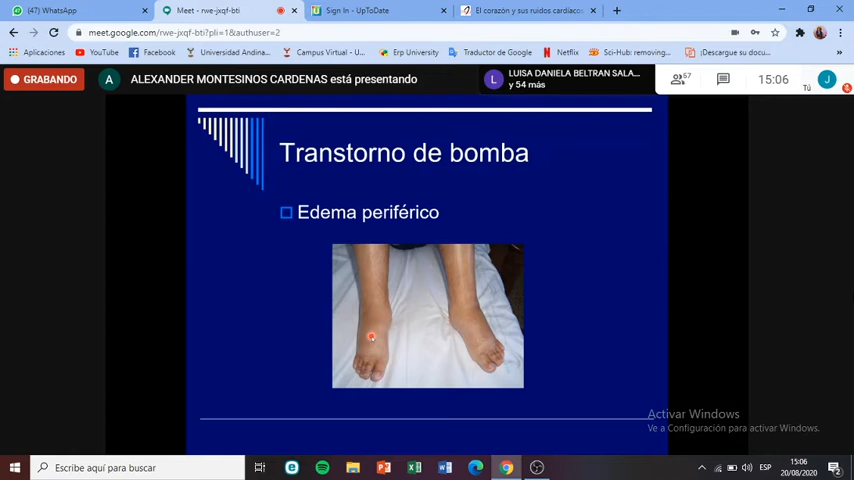 (47) WhatsApp
Meet - rwe-jxqf-bti
Sign In - UpToDate
El corazón y sus ruidos cardíacos
meet.google.com/rwe-jxqf-bti?pli=1&authuser=2
Aplicaciones
YouTube
Facebook
Universidad Andina...
Campus Virtual - U...
Erp University
Traductor de Google
Netflix
Sci-Hub: removing...
¡Descargue su docu...
GRABANDO
A
ALEXANDER MONTESINOS CARDENAS está presentando
L
LUISA DANIELA BELTRAN SALA...
y 54 más
57
15:06
Tú
J
Transtorno de bomba
Edema periférico
Activar Windows
Ve a Configuración para activar Windows.
Escribe aquí para buscar
ESP
15:06
20/08/2020
2